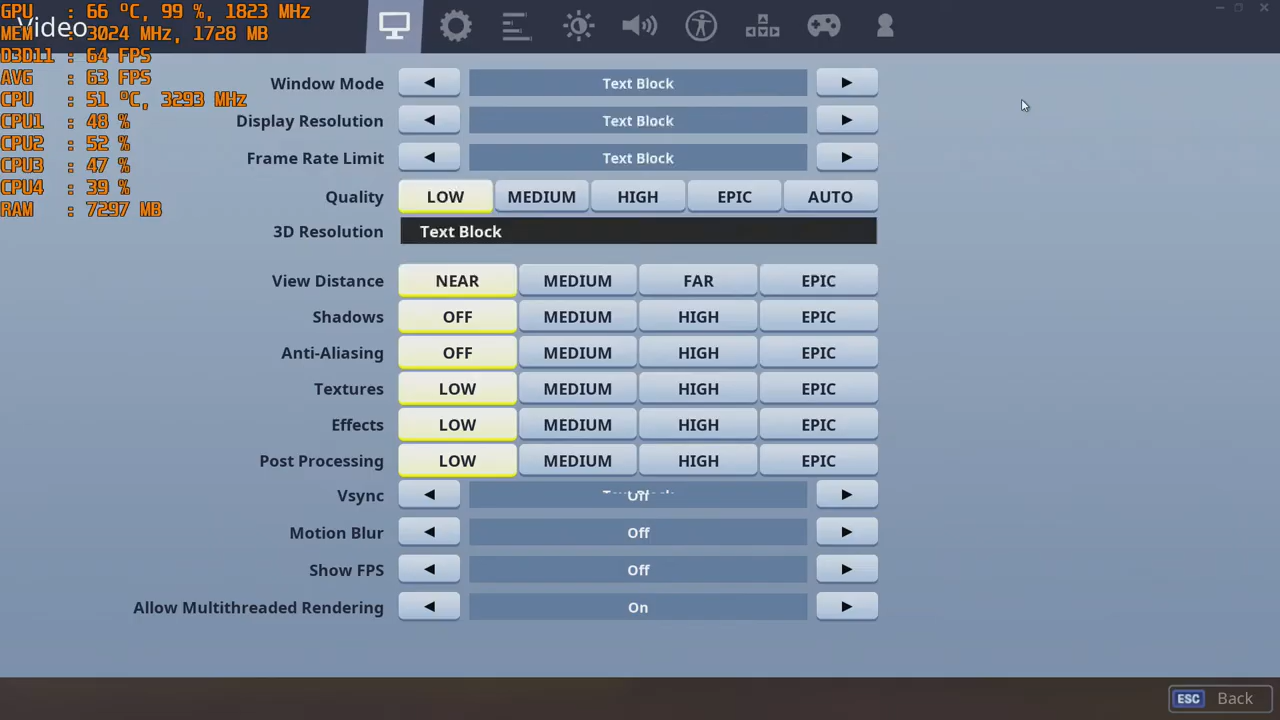 Video
GPU : 66 ºC, 99 %, 1823 MHz
MEM : 3024 MHz, 1728 MB
D3D11 : 64 FPS
AVG : 63 FPS
CPU : 51 ºC, 3293 MHz
CPU1 : 48 %
CPU2 : 52 %
CPU3 : 47 %
CPU4 : 39 %
RAM : 7297 MB
Window Mode ◀ Text Block ▶
Display Resolution ◀ Text Block ▶
Frame Rate Limit ◀ Text Block ▶
Quality LOW MEDIUM HIGH EPIC AUTO
3D Resolution Text Block
View Distance NEAR MEDIUM FAR EPIC
Shadows OFF MEDIUM HIGH EPIC
Anti-Aliasing OFF MEDIUM HIGH EPIC
Textures LOW MEDIUM HIGH EPIC
Effects LOW MEDIUM HIGH EPIC
Post Processing LOW MEDIUM HIGH EPIC
Vsync ◀ Off ▶
Motion Blur ◀ Off ▶
Show FPS ◀ Off ▶
Allow Multithreaded Rendering ◀ On ▶
ESC Back